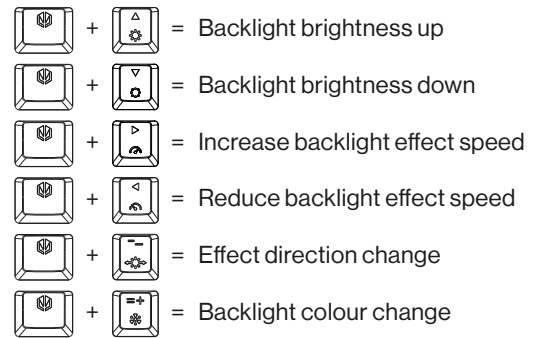 + = Backlight brightness up
+ = Backlight brightness down
+ = Increase backlight effect speed
+ = Reduce backlight effect speed
+ -_ = Effect direction change
+ =+ = Backlight colour change